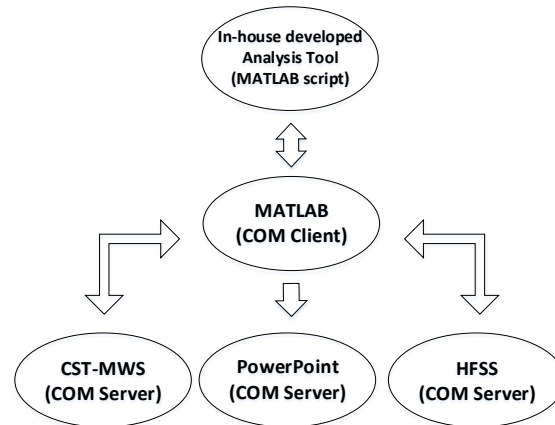 In-house developed
Analysis Tool
(MATLAB script)
MATLAB
(COM Client)
CST-MWS
(COM Server)
PowerPoint
(COM Server)
HFSS
(COM Server)